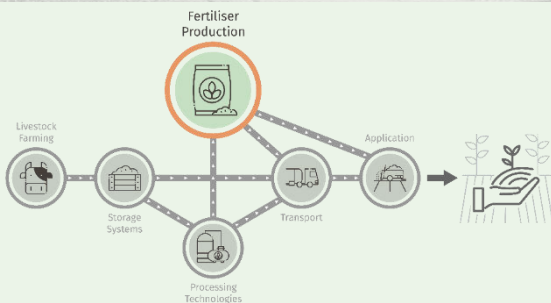 Fertiliser
Production
Livestock
Farming
Application
Storage
Systems
Transport
Processing
Technologies